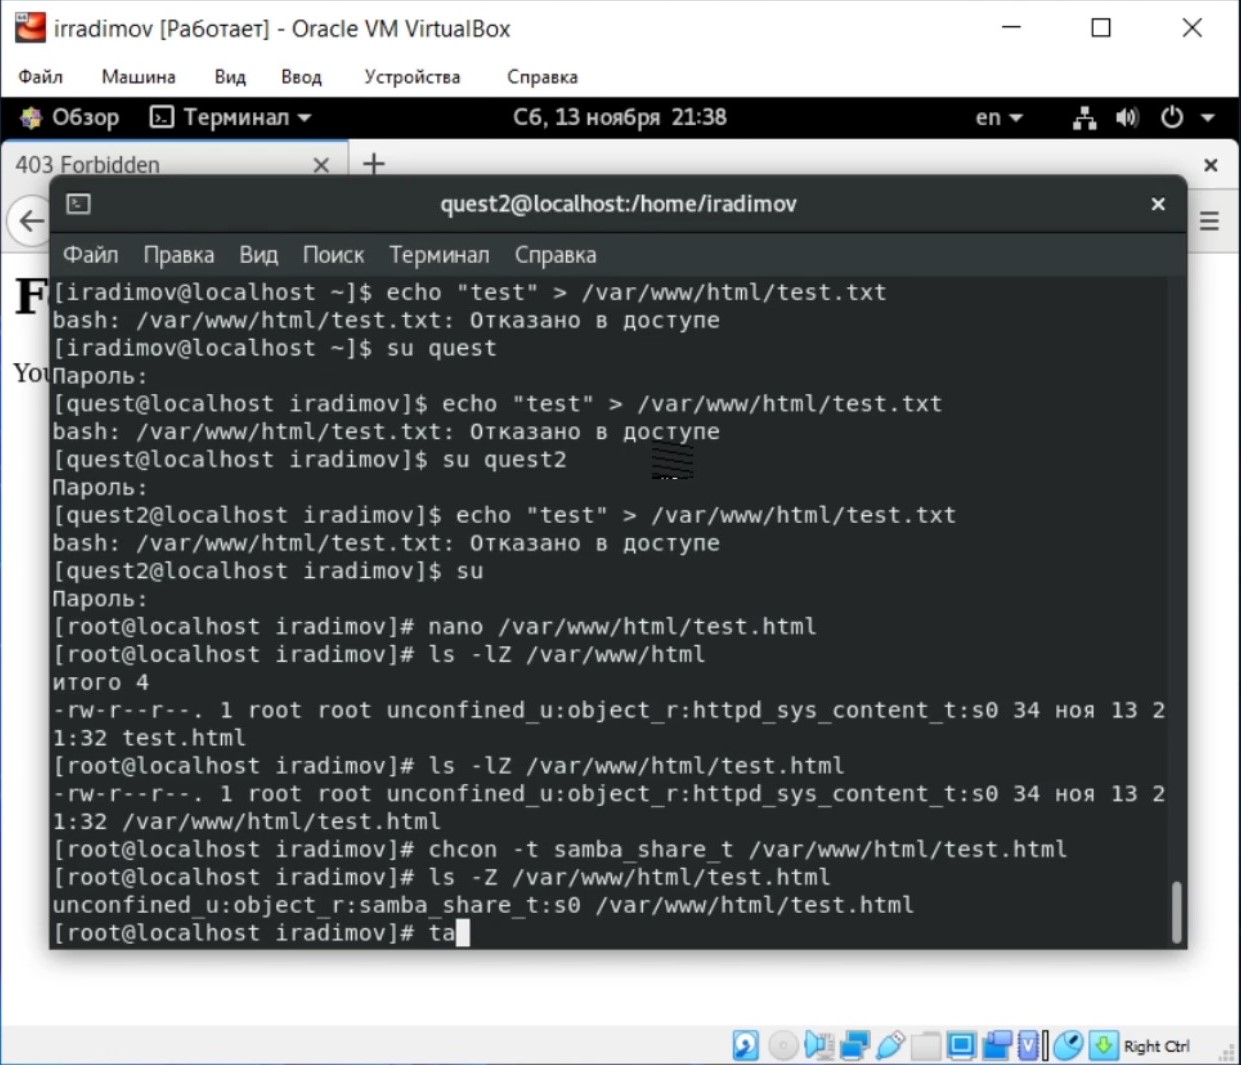 irradimov [Работает] - Oracle VM VirtualBox
Файл Машина Вид Ввод Устройства Справка
Обзор Терминал Сб, 13 ноября 21:38 en
403 Forbidden
quest2@localhost:/home/iradimov
Файл Правка Вид Поиск Терминал Справка
[iradimov@localhost ~]$ echo "test" > /var/www/html/test.txt
bash: /var/www/html/test.txt: Отказано в доступе
[iradimov@localhost ~]$ su quest
You
Пароль:
[quest@localhost iradimov]$ echo "test" > /var/www/html/test.txt
bash: /var/www/html/test.txt: Отказано в доступе
[quest@localhost iradimov]$ su quest2
Пароль:
[quest2@localhost iradimov]$ echo "test" > /var/www/html/test.txt
bash: /var/www/html/test.txt: Отказано в доступе
[quest2@localhost iradimov]$ su
Пароль:
[root@localhost iradimov]# nano /var/www/html/test.html
[root@localhost iradimov]# ls -lZ /var/www/html
итого 4
-rw-r--r--. 1 root root unconfined_u:object_r:httpd_sys_content_t:s0 34 ноя 13 2
1:32 test.html
[root@localhost iradimov]# ls -lZ /var/www/html/test.html
-rw-r--r--. 1 root root unconfined_u:object_r:httpd_sys_content_t:s0 34 ноя 13 2
1:32 /var/www/html/test.html
[root@localhost iradimov]# chcon -t samba_share_t /var/www/html/test.html
[root@localhost iradimov]# ls -Z /var/www/html/test.html
unconfined_u:object_r:samba_share_t:s0 /var/www/html/test.html
[root@localhost iradimov]# ta
Right Ctrl